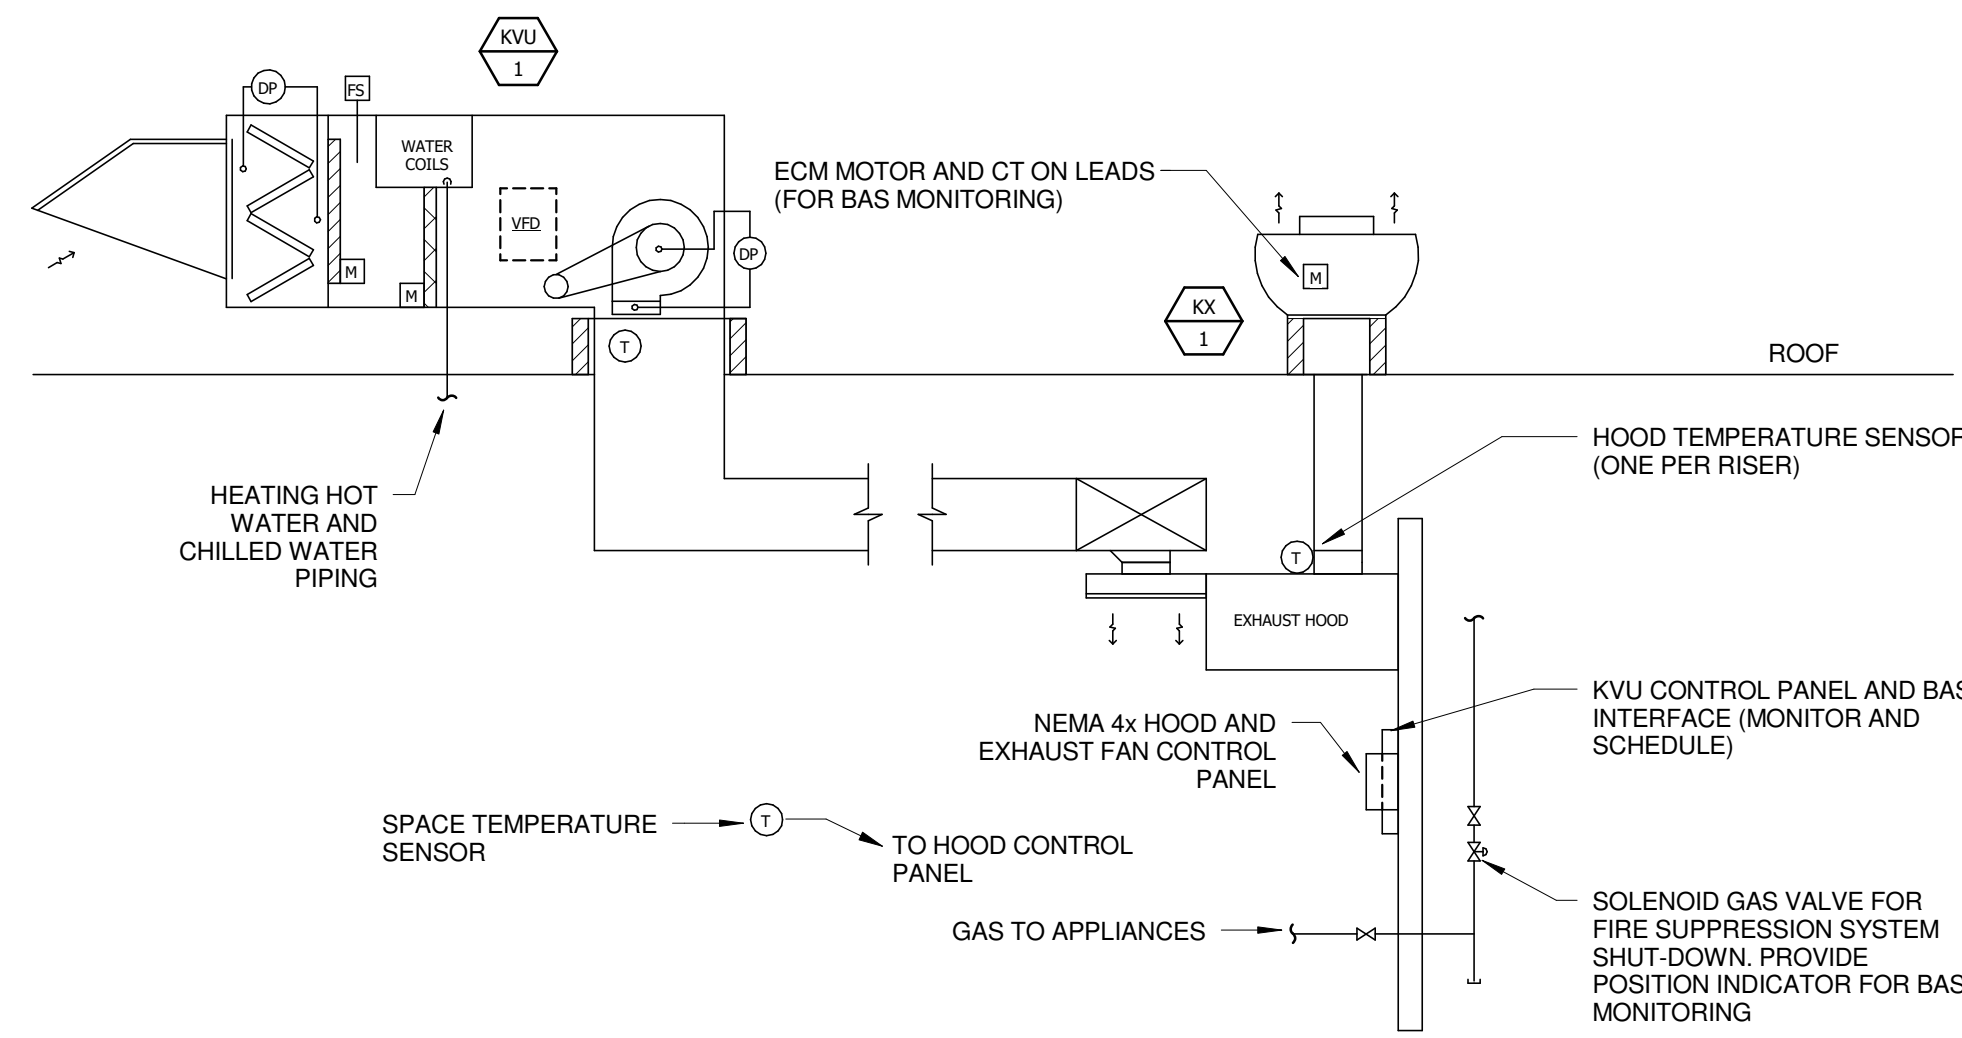 KVU
1
DP
FS
WATER
COILS
M
M
VFD
DP
T
ECM MOTOR AND CT ON LEADS
(FOR BAS MONITORING)
M
KX
1
ROOF
HOOD TEMPERATURE SENSOR
(ONE PER RISER)
HEATING HOT
WATER AND
CHILLED WATER
PIPING
T
EXHAUST HOOD
KVU CONTROL PANEL AND BAS
INTERFACE (MONITOR AND
SCHEDULE)
NEMA 4x HOOD AND
EXHAUST FAN CONTROL
PANEL
SPACE TEMPERATURE
SENSOR
T
TO HOOD CONTROL
PANEL
GAS TO APPLIANCES
SOLENOID GAS VALVE FOR
FIRE SUPPRESSION SYSTEM
SHUT-DOWN. PROVIDE
POSITION INDICATOR FOR BAS
MONITORING